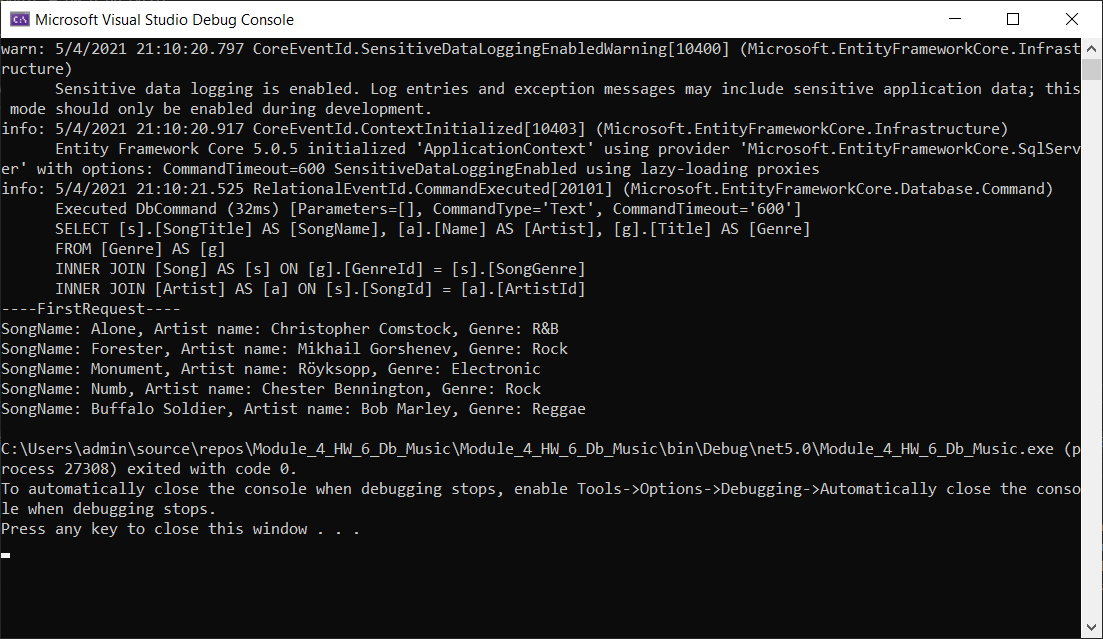 Microsoft Visual Studio Debug Console
warn: 5/4/2021 21:10:20.797 CoreEventId.SensitiveDataLoggingEnabledWarning[10400] (Microsoft.EntityFrameworkCore.Infrast
ructure)
      Sensitive data logging is enabled. Log entries and exception messages may include sensitive application data; this
 mode should only be enabled during development.
info: 5/4/2021 21:10:20.917 CoreEventId.ContextInitialized[10403] (Microsoft.EntityFrameworkCore.Infrastructure)
      Entity Framework Core 5.0.5 initialized 'ApplicationContext' using provider 'Microsoft.EntityFrameworkCore.SqlServ
er' with options: CommandTimeout=600 SensitiveDataLoggingEnabled using lazy-loading proxies
info: 5/4/2021 21:10:21.525 RelationalEventId.CommandExecuted[20101] (Microsoft.EntityFrameworkCore.Database.Command)
      Executed DbCommand (32ms) [Parameters=[], CommandType='Text', CommandTimeout='600']
      SELECT [s].[SongTitle] AS [SongName], [a].[Name] AS [Artist], [g].[Title] AS [Genre]
      FROM [Genre] AS [g]
      INNER JOIN [Song] AS [s] ON [g].[GenreId] = [s].[SongGenre]
      INNER JOIN [Artist] AS [a] ON [s].[SongId] = [a].[ArtistId]
----FirstRequest----
SongName: Alone, Artist name: Christopher Comstock, Genre: R&B
SongName: Forester, Artist name: Mikhail Gorshenev, Genre: Rock
SongName: Monument, Artist name: Röyksopp, Genre: Electronic
SongName: Numb, Artist name: Chester Bennington, Genre: Rock
SongName: Buffalo Soldier, Artist name: Bob Marley, Genre: Reggae
C:\Users\admin\source\repos\Module_4_HW_6_Db_Music\Module_4_HW_6_Db_Music\bin\Debug\net5.0\Module_4_HW_6_Db_Music.exe (p
rocess 27308) exited with code 0.
To automatically close the console when debugging stops, enable Tools->Options->Debugging->Automatically close the conso
le when debugging stops.
Press any key to close this window . . .